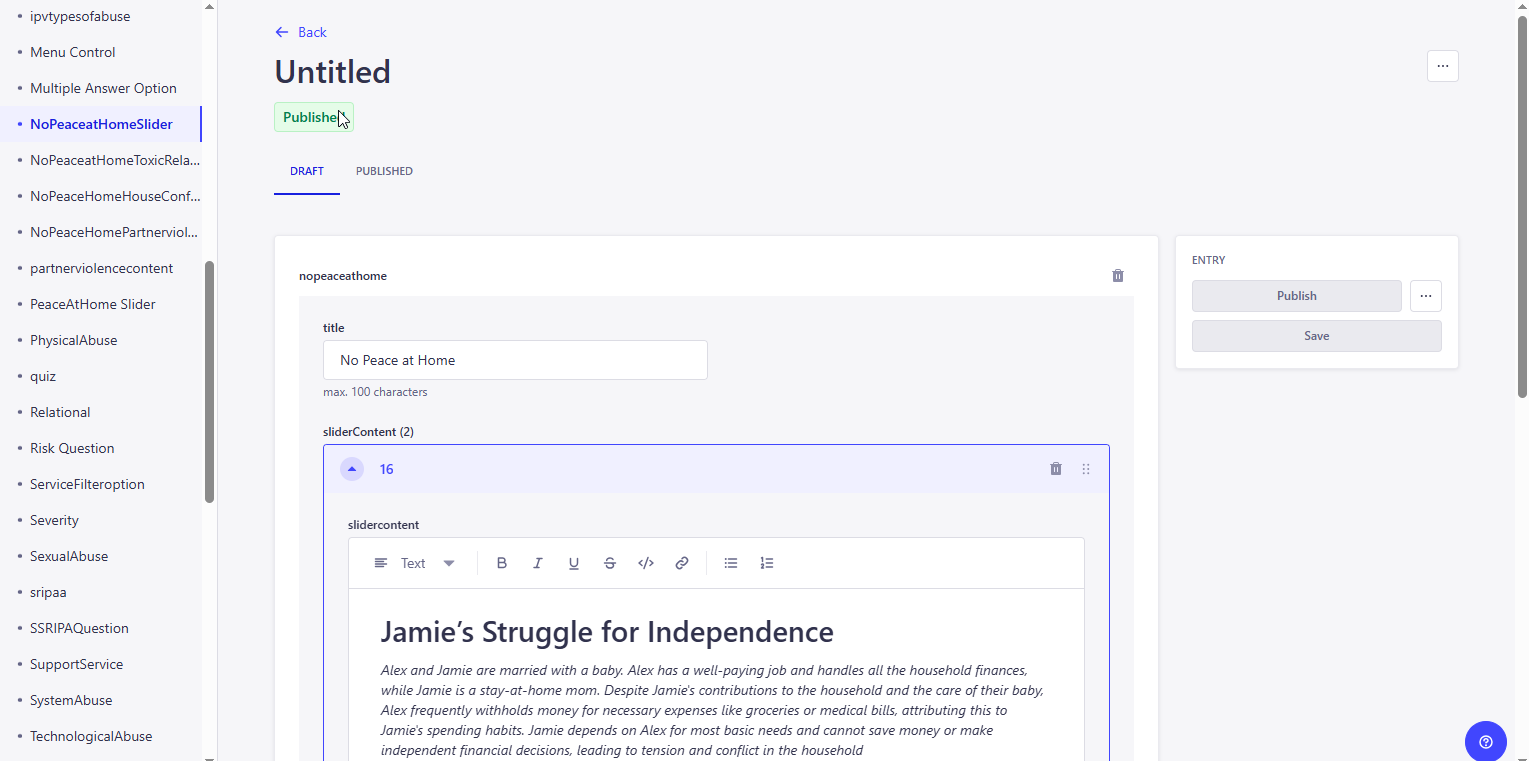 ipvtypesofabuse
Menu Control
Multiple Answer Option
NoPeaceatHomeSlider
NoPeaceatHomeToxicRela...
NoPeaceHomeHouseConf...
NoPeaceHomePartnerviol...
partnerviolencecontent
PeaceAtHome Slider
PhysicalAbuse
quiz
Relational
Risk Question
ServiceFilteroption
Severity
SexualAbuse
sripaa
SSRIPAQuestion
SupportService
SystemAbuse
TechnologicalAbuse
Back
Untitled
Published
DRAFT PUBLISHED
nopeaceathome
title
No Peace at Home
max. 100 characters
sliderContent (2)
16
slidercontent
Text
Jamie’s Struggle for Independence
Alex and Jamie are married with a baby. Alex has a well-paying job and handles all the household finances,
while Jamie is a stay-at-home mom. Despite Jamie's contributions to the household and the care of their baby,
Alex frequently withholds money for necessary expenses like groceries or medical bills, attributing this to
Jamie's spending habits. Jamie depends on Alex for most basic needs and cannot save money or make
independent financial decisions, leading to tension and conflict in the household
ENTRY
Publish
Save